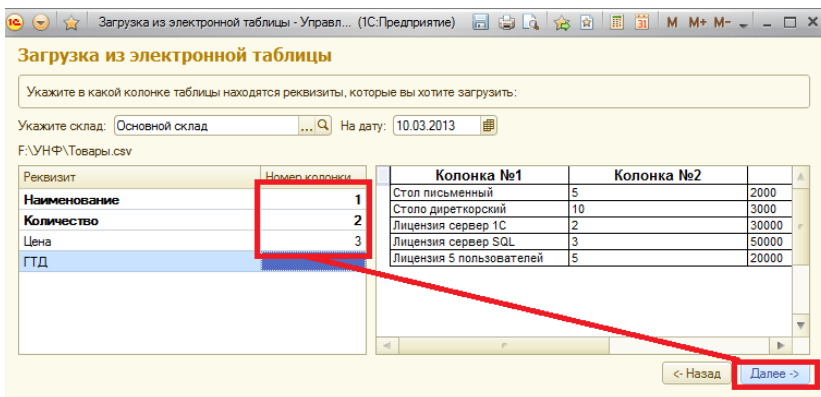 Загрузка из электронной таблицы - Управл... (1С:Предприятие) M M+ M-
Загрузка из электронной таблицы
Укажите в какой колонке таблицы находятся реквизиты, которые вы хотите загрузить:
Укажите склад: Основной склад ... На дату: 10.03.2013
F:\УНФ\Товары.csv
Реквизит Номер колонки
Наименование 1
Количество 2
Цена 3
ГТД
Колонка №1 Колонка №2
Стол письменный 5 2000
Столо диреткорский 10 3000
Лицензия сервер 1С 2 30000
Лицензия сервер SQL 3 50000
Лицензия 5 пользователей 5 20000
<- Назад Далее ->